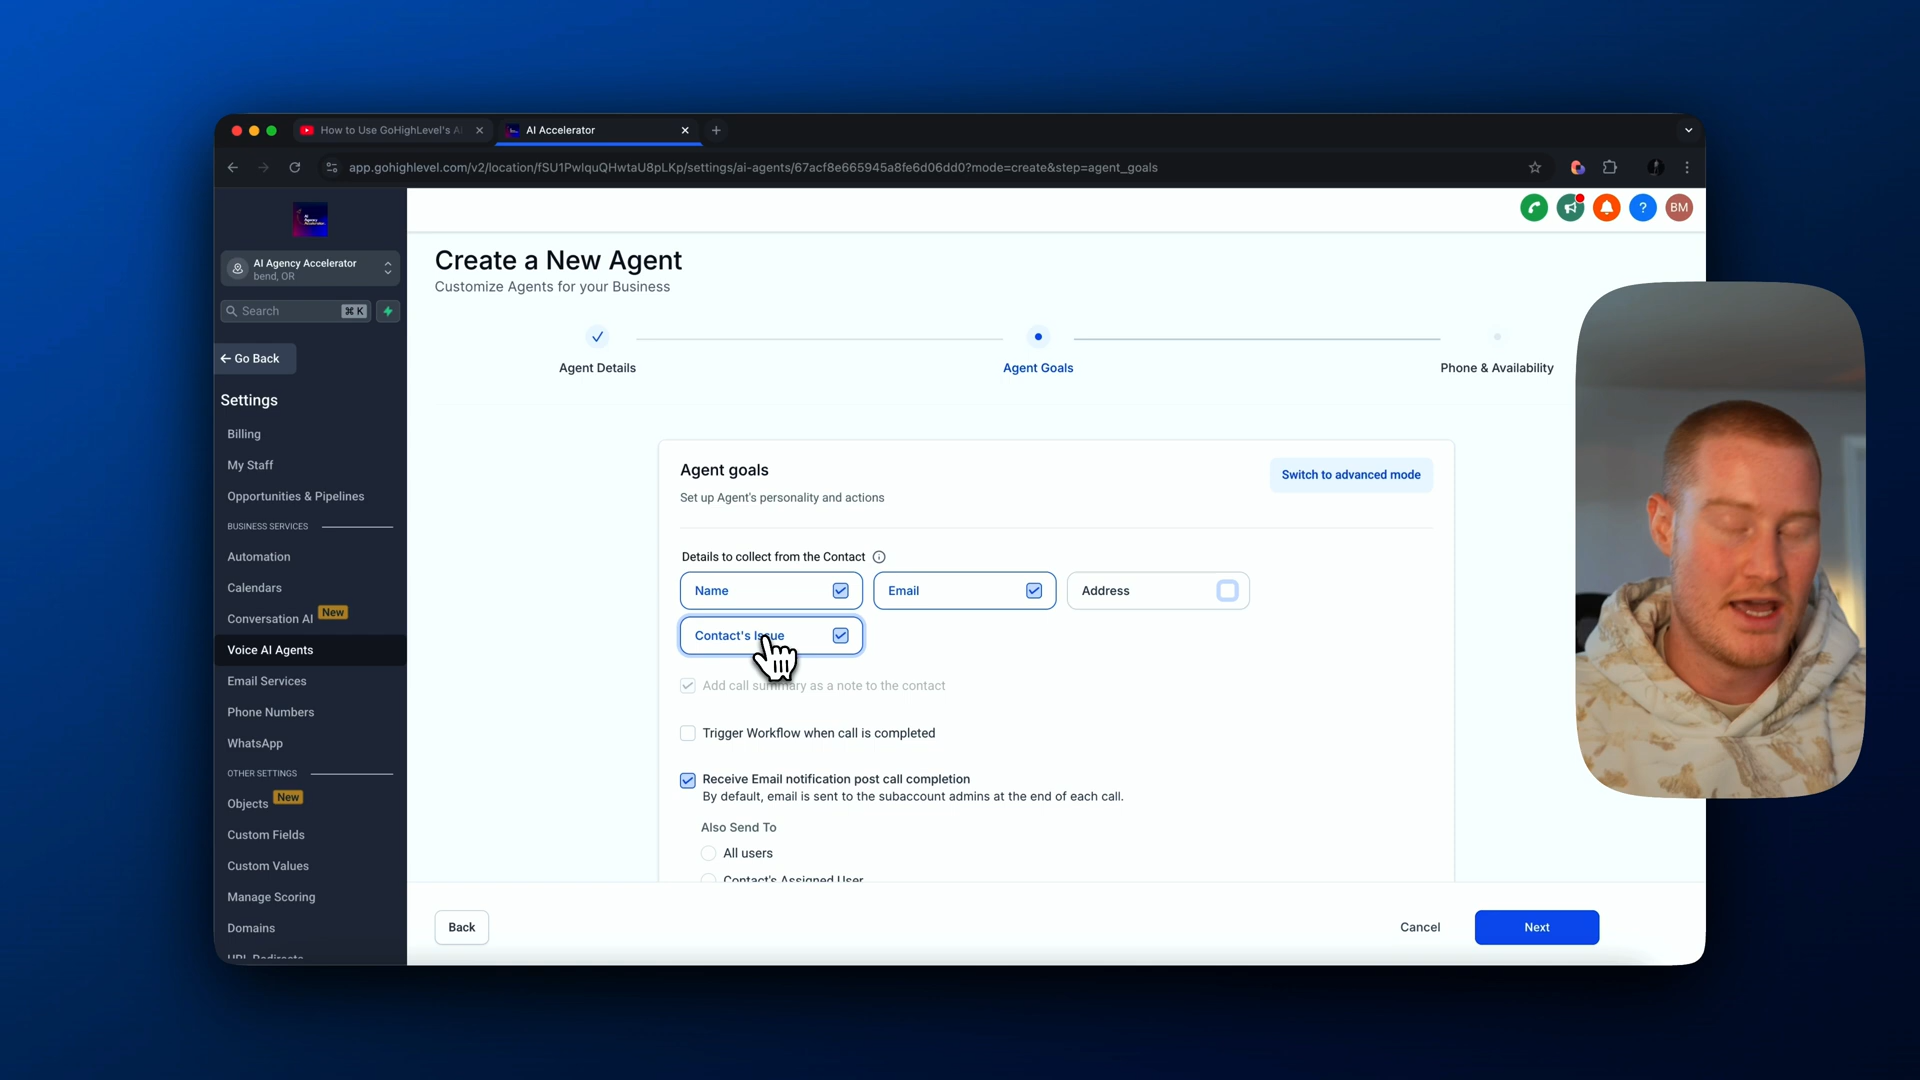 How to Use GoHighLevel's A
AI Accelerator
app.gohighlevel.com/v2/location/fSU1PwIquQHwtaU8pLKp/settings/ai-agents/67acf8e665945a8fe6d06dd0?mode=create&step=agent_goals
BM
AI Agency Accelerator
bend, OR
Search
⌘ K
Go Back
Settings
Billing
My Staff
Opportunities & Pipelines
BUSINESS SERVICES
Automation
Calendars
Conversation AI New
Voice AI Agents
Email Services
Phone Numbers
WhatsApp
OTHER SETTINGS
Objects New
Custom Fields
Custom Values
Manage Scoring
Domains
URL Redirects
Create a New Agent
Customize Agents for your Business
Agent Details
Agent Goals
Phone & Availability
Agent goals
Switch to advanced mode
Set up Agent's personality and actions
Details to collect from the Contact
Name
Email
Address
Contact's Issue
Add call summary as a note to the contact
Trigger Workflow when call is completed
Receive Email notification post call completion
By default, email is sent to the subaccount admins at the end of each call.
Also Send To
All users
Contact's Assigned User
Back
Cancel
Next